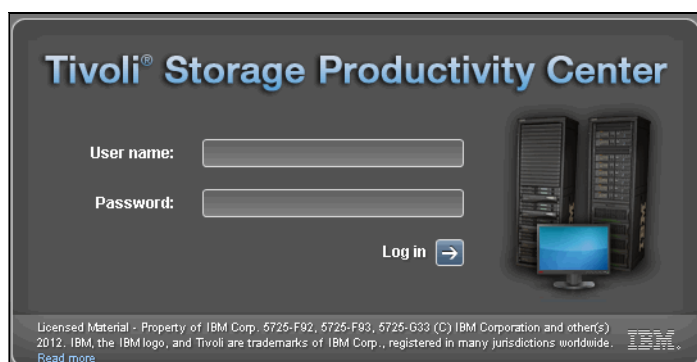 Tivoli® Storage Productivity Center
User name:
Password:
Log in
Licensed Material - Property of IBM Corp. 5725-F92, 5725-F93, 5725-G33 (C) IBM Corporation and other(s)
2012. IBM, the IBM logo, and Tivoli are trademarks of IBM Corp., registered in many jurisdictions worldwide.
Read more
IBM.